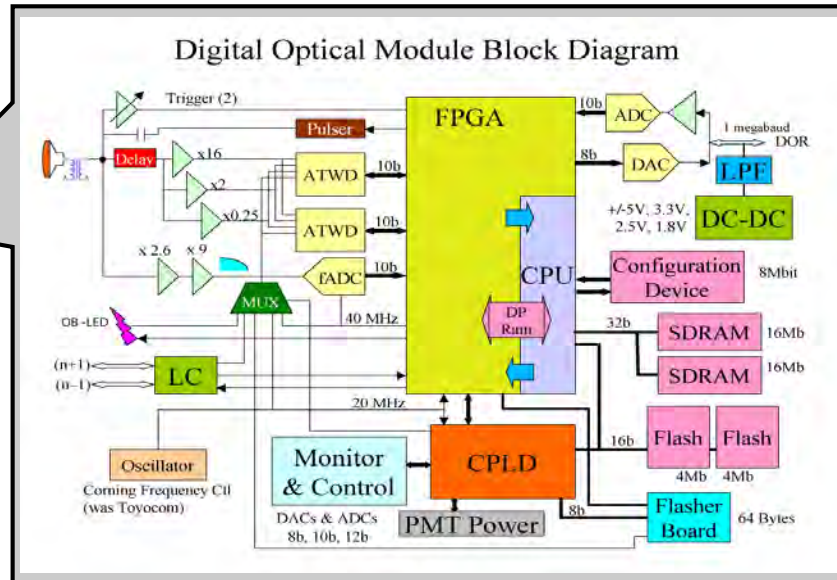 Digital Optical Module Block Diagram
Trigger (2)
Pulser
Delay
x16
x2
x0.25
x 2.6
x 9
ATWD
ATWD
fADC
10b
10b
10b
MUX
OB-LED
40 MHz
(n+1)
(n-1)
LC
20 MHz
Oscillator
Corning Frequency Ctl
(was Toyocom)
Monitor
& Control
DACs & ADCs
8b, 10b, 12b
FPGA
CPU
DP
Ram
CPLD
PMT Power
10b
ADC
8b
DAC
1 megabaud
DOR
LPF
DC-DC
+/-5V, 3.3V,
2.5V, 1.8V
Configuration
Device
8Mbit
32b
SDRAM
16Mb
SDRAM
16Mb
16b
Flash
Flash
4Mb
4Mb
8b
Flasher
Board
64 Bytes